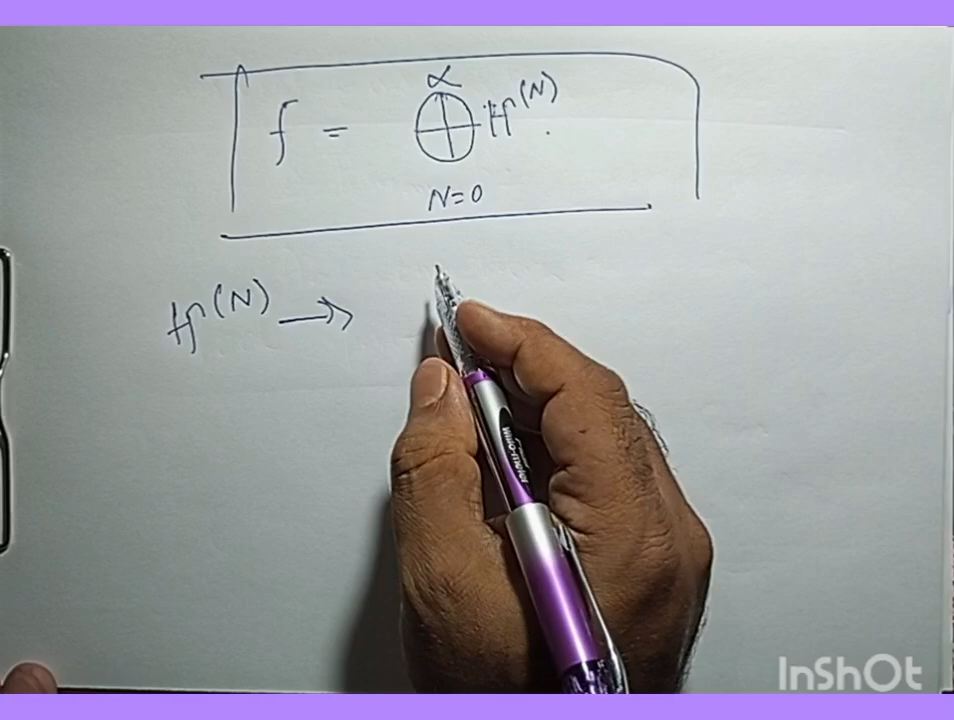 ∝
f = ⊕ H^(N).
N=0
H^(N) →
InShOt